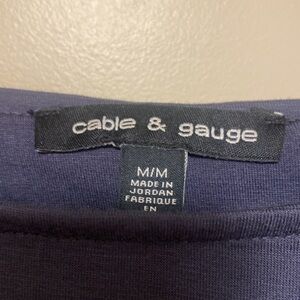 cable & gauge
M/M
MADE IN
JORDAN
FABRIQUE
EN